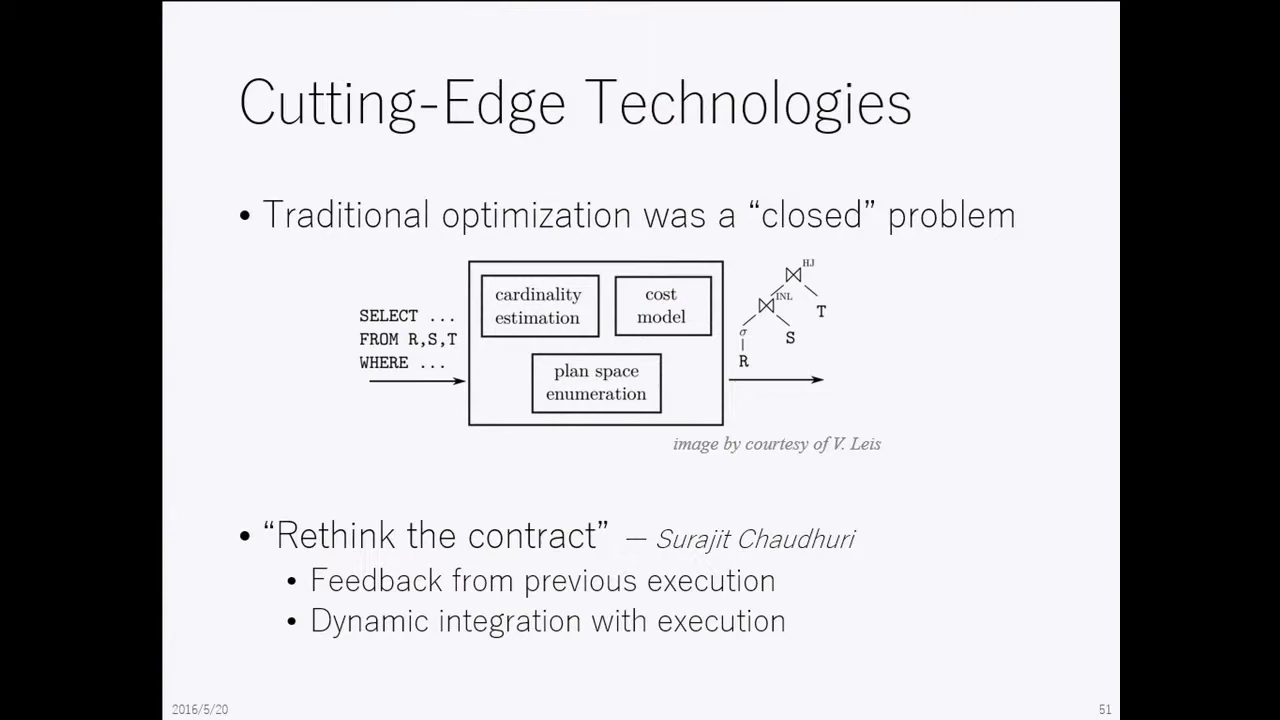 Cutting-Edge Technologies
• Traditional optimization was a “closed” problem
SELECT ...
FROM R,S,T
WHERE ...
cardinality
estimation
cost
model
plan space
enumeration
⋈ HJ
⋈ INL
T
σ
S
R
image by courtesy of V. Leis
• “Rethink the contract” — Surajit Chaudhuri
• Feedback from previous execution
• Dynamic integration with execution
2016/5/20
51